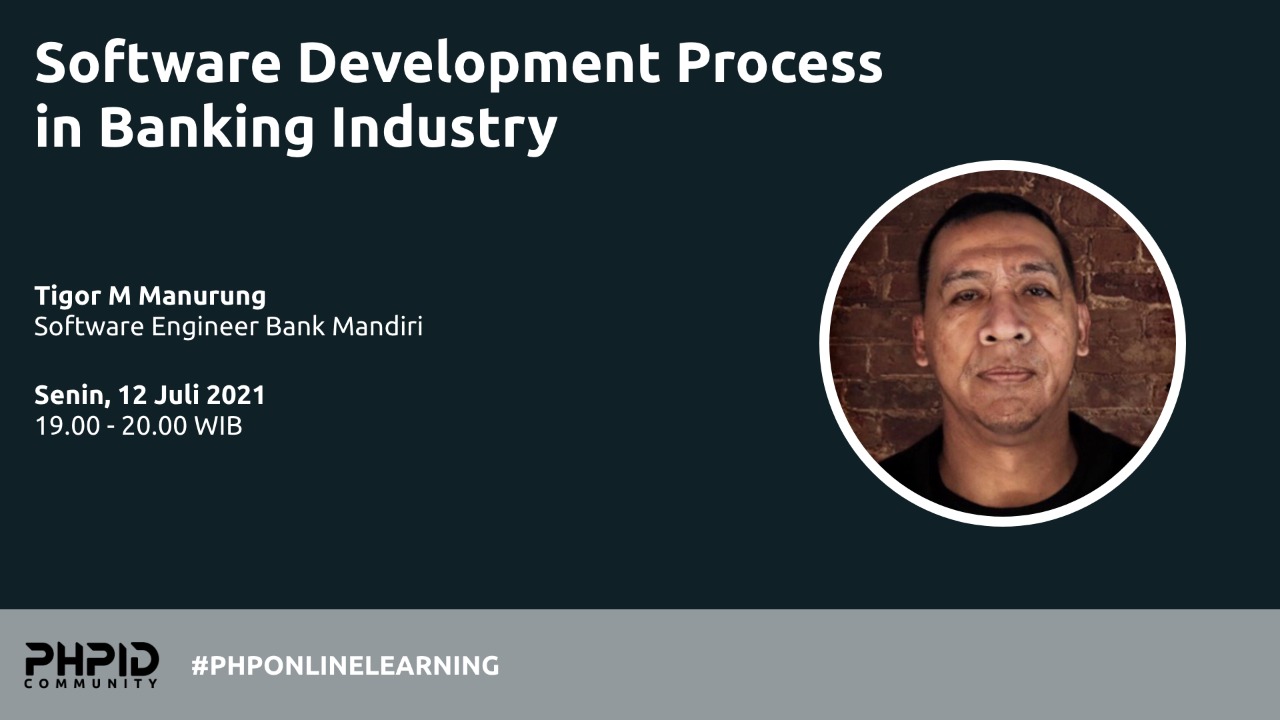 Software Development Process
in Banking Industry
Tigor M Manurung
Software Engineer Bank Mandiri
Senin, 12 Juli 2021
19.00 - 20.00 WIB
PHPID
COMMUNITY
#PHPONLINELEARNING